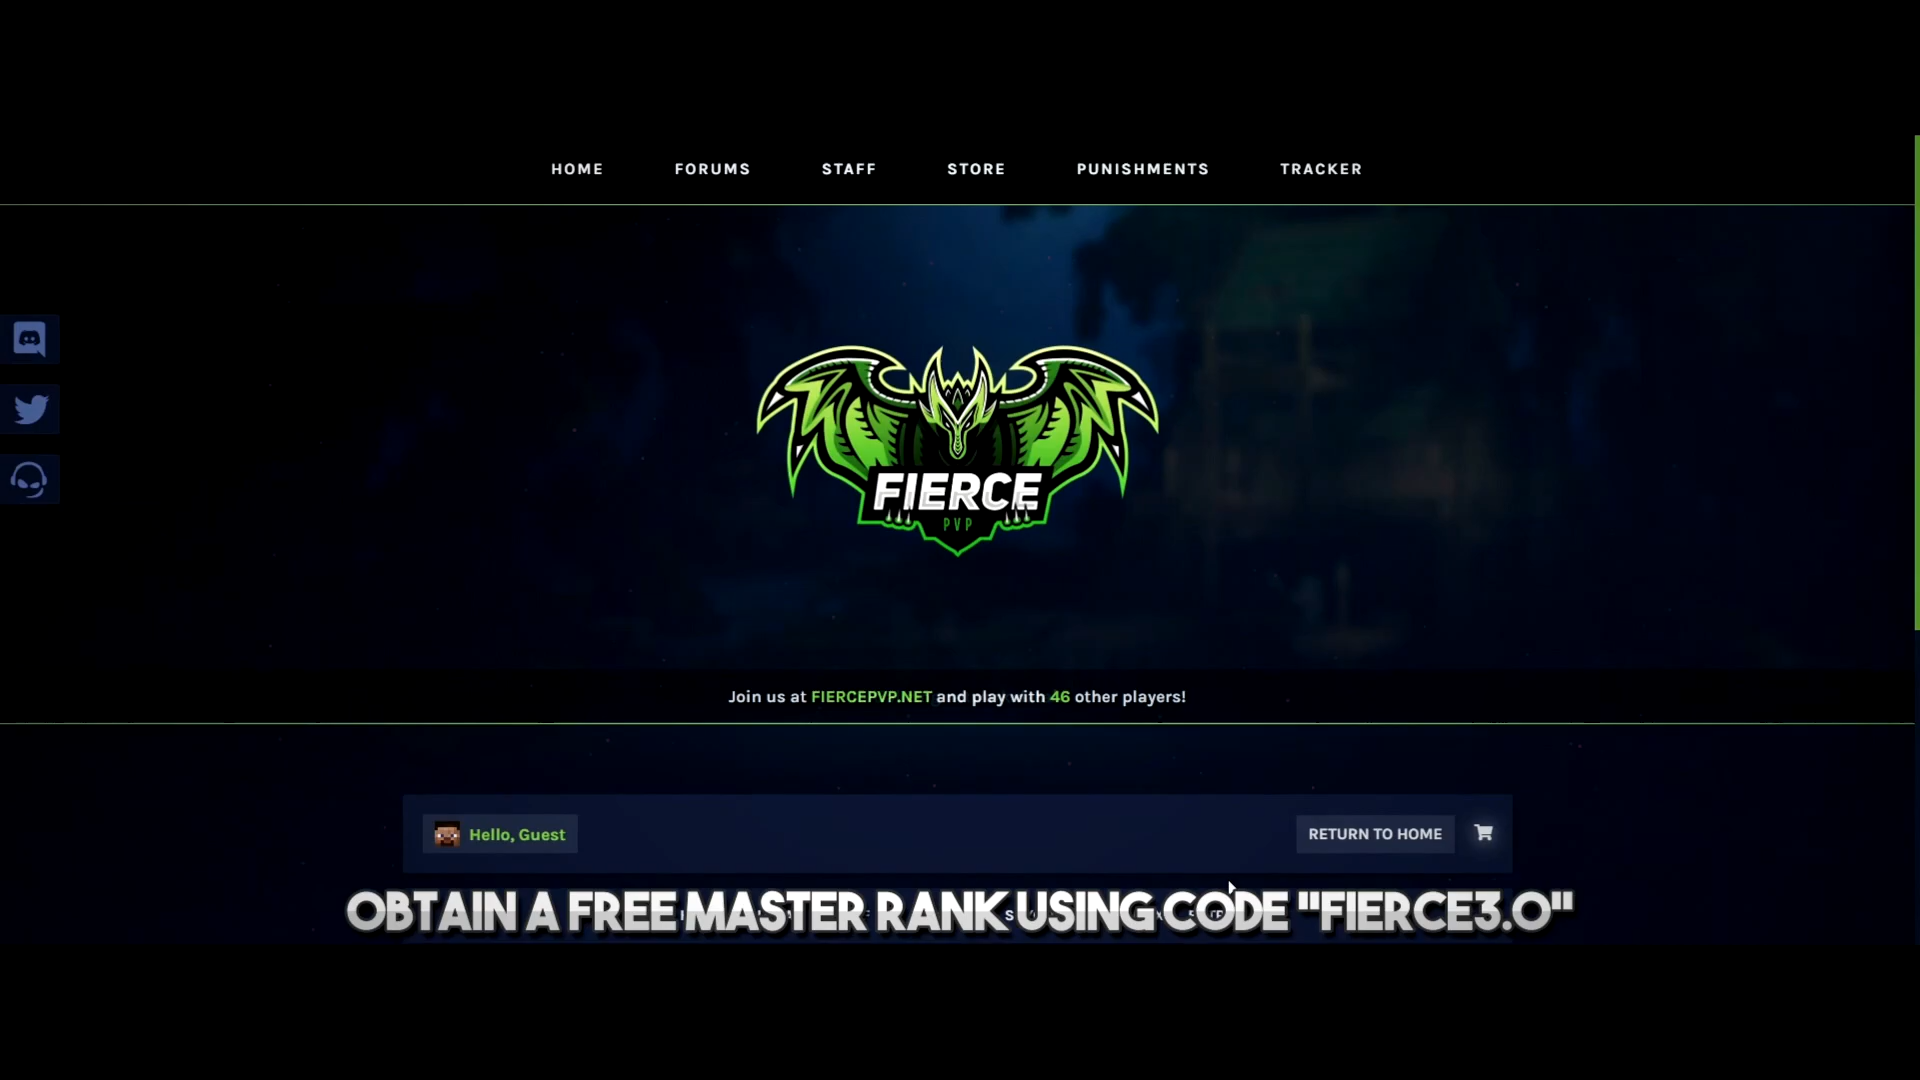 HOME FORUMS STAFF STORE PUNISHMENTS TRACKER
FIERCE
PVP
Join us at FIERCEPVP.NET and play with 46 other players!
Hello, Guest
RETURN TO HOME
OBTAIN A FREE MASTER RANK USING CODE "FIERCE3.0"